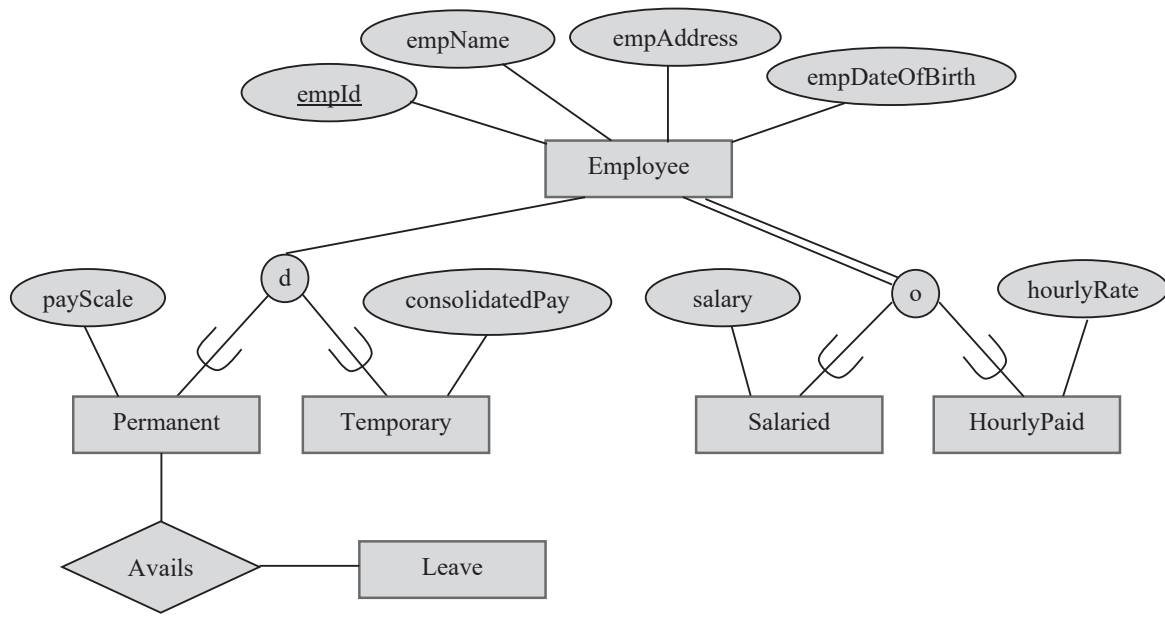 empName
empAddress
empId
empDateOfBirth
Employee
d
payScale
consolidatedPay
salary
o
hourlyRate
Permanent
Temporary
Salaried
HourlyPaid
Avails
Leave